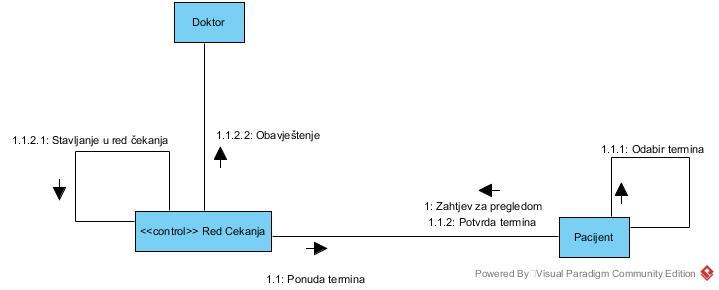 Doktor
1.1.2.1: Stavljanje u red čekanja
1.1.2.2: Obavještenje
1.1.1: Odabir termina
1: Zahtjev za pregledom
1.1.2: Potvrda termina
<<control>> Red Cekanja
Pacijent
1.1: Ponuda termina
Powered By Visual Paradigm Community Edition